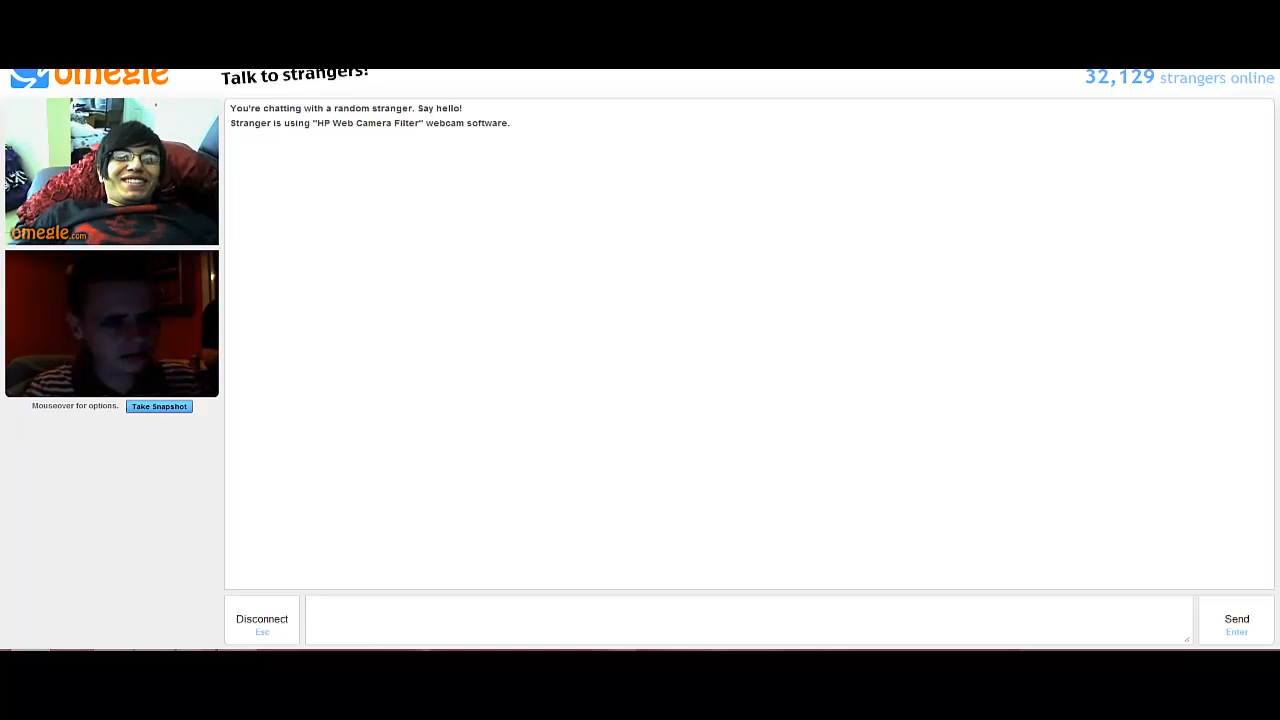 omegle
Talk to strangers!
32,129 strangers online
You're chatting with a random stranger. Say hello!
Stranger is using "HP Web Camera Filter" webcam software.
omegle.com
Mouseover for options.
Take Snapshot
Disconnect
Esc
Send
Enter